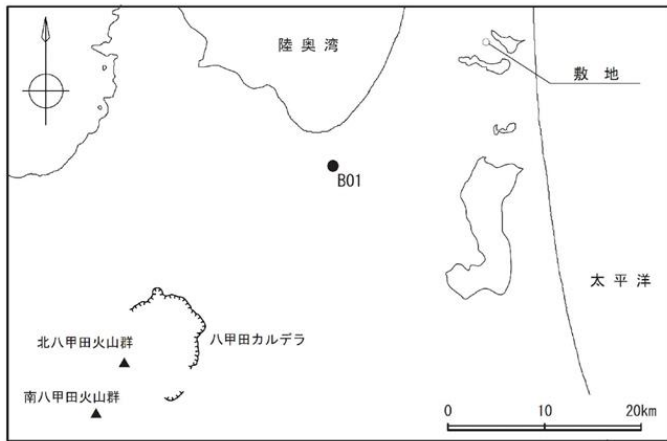 陸奥湾
敷地
B01
太平洋
八甲田カルデラ
北八甲田火山群
南八甲田火山群
0 10 20km